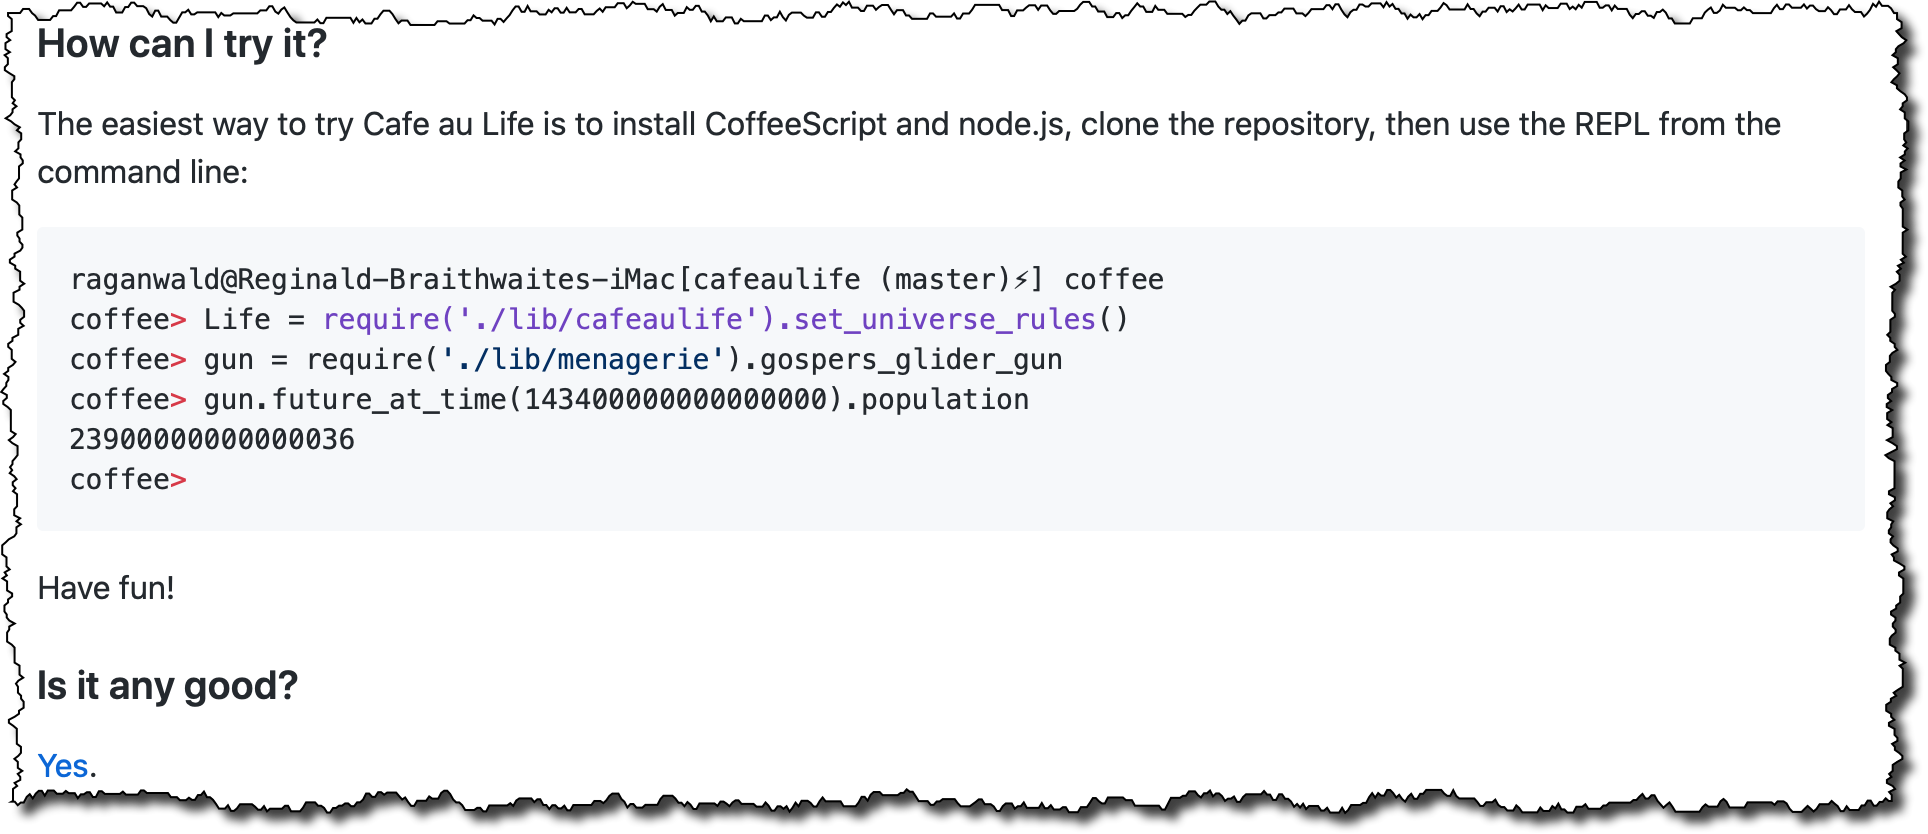 How can I try it?
The easiest way to try Cafe au Life is to install CoffeeScript and node.js, clone the repository, then use the REPL from the
command line:
raganwald@Reginald-Braithwaites-iMac[cafeaulife (master)⚡] coffee
coffee> Life = require('./lib/cafeaulife').set_universe_rules()
coffee> gun = require('./lib/menagerie').gospers_glider_gun
coffee> gun.future_at_time(143400000000000000).population
23900000000000036
coffee>
Have fun!
Is it any good?
Yes.